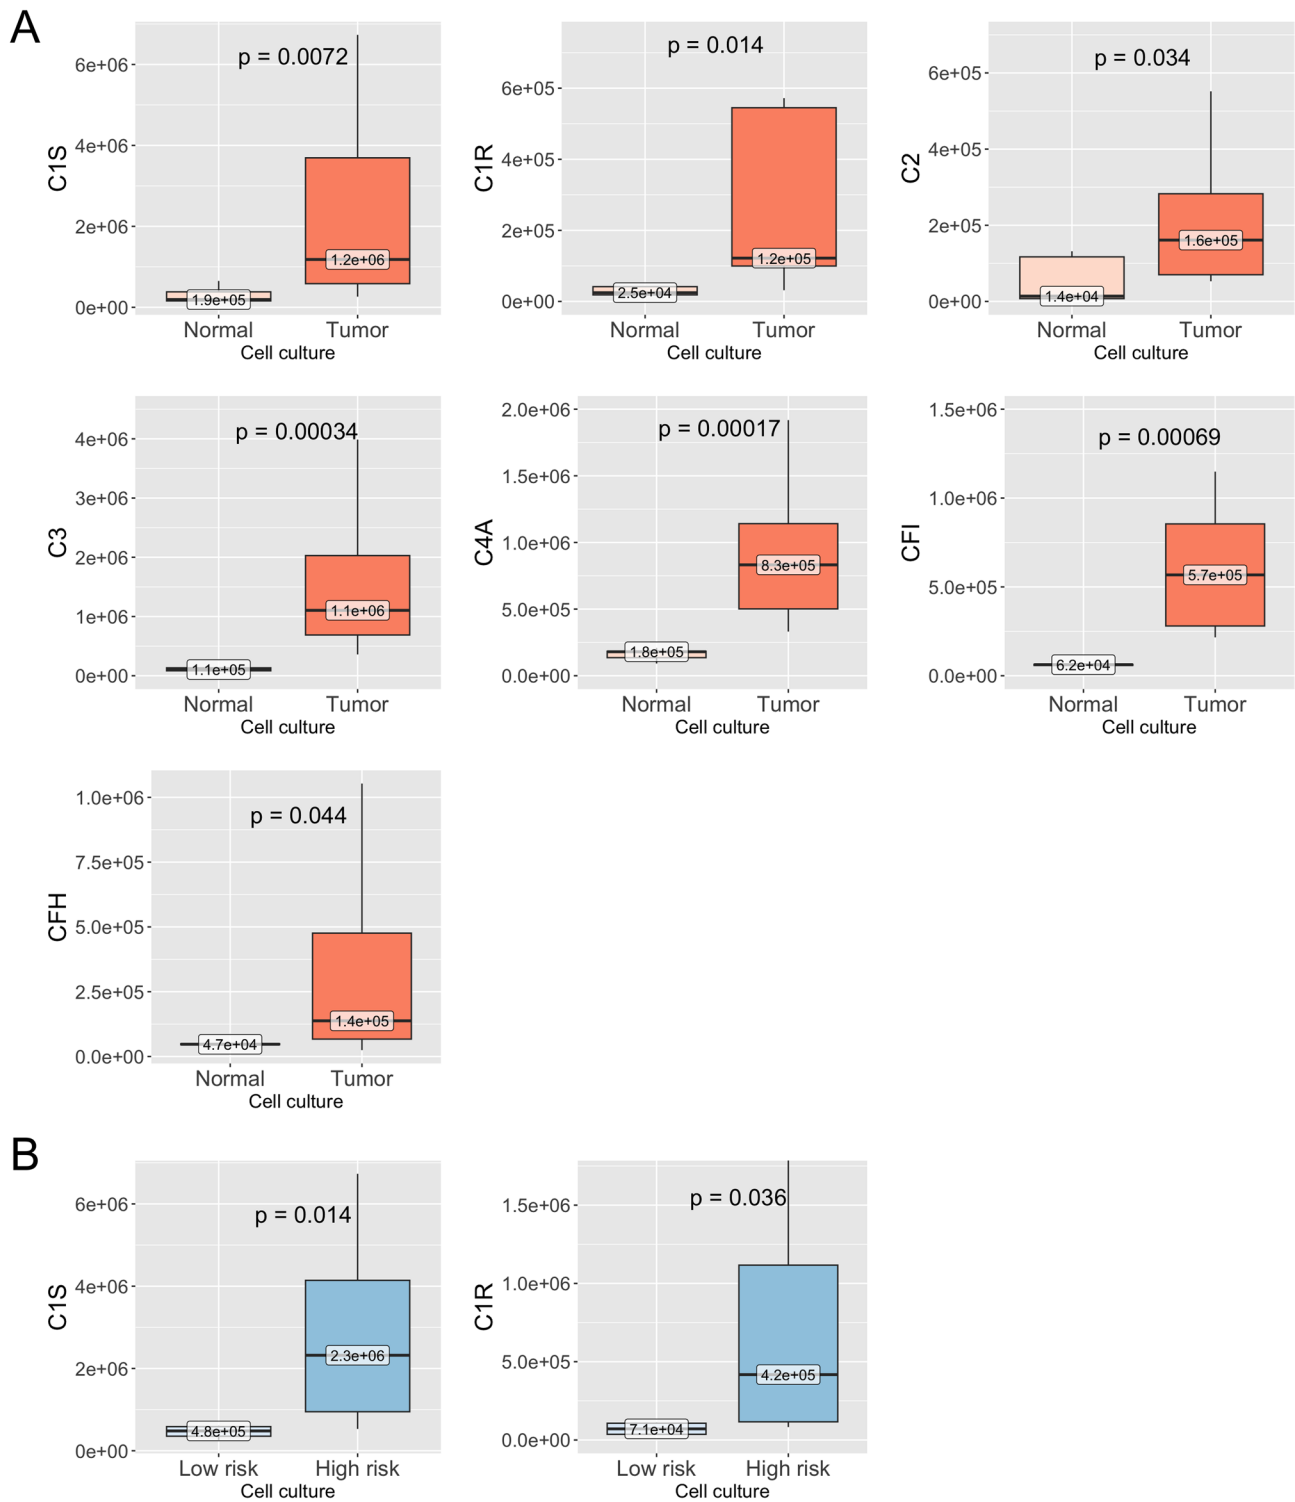 A
p = 0.0072
C1S
6e+06
4e+06
2e+06
0e+00
1.9e+05
1.2e+06
Normal Tumor
Cell culture
p = 0.014
C1R
6e+05
4e+05
2e+05
0e+00
2.5e+04
1.2e+05
Normal Tumor
Cell culture
p = 0.034
C2
6e+05
4e+05
2e+05
0e+00
1.4e+04
1.6e+05
Normal Tumor
Cell culture
p = 0.00034
C3
4e+06
3e+06
2e+06
1e+06
0e+00
1.1e+05
1.1e+06
Normal Tumor
Cell culture
p = 0.00017
C4A
2.0e+06
1.5e+06
1.0e+06
5.0e+05
0.0e+00
1.8e+05
8.3e+05
Normal Tumor
Cell culture
p = 0.00069
CFI
1.5e+06
1.0e+06
5.0e+05
0.0e+00
6.2e+04
5.7e+05
Normal Tumor
Cell culture
p = 0.044
CFH
1.0e+06
7.5e+05
5.0e+05
2.5e+05
0.0e+00
4.7e+04
1.4e+05
Normal Tumor
Cell culture
B
p = 0.014
C1S
6e+06
4e+06
2e+06
0e+00
4.8e+05
2.3e+06
Low risk High risk
Cell culture
p = 0.036
C1R
1.5e+06
1.0e+06
5.0e+05
0.0e+00
7.1e+04
4.2e+05
Low risk High risk
Cell culture